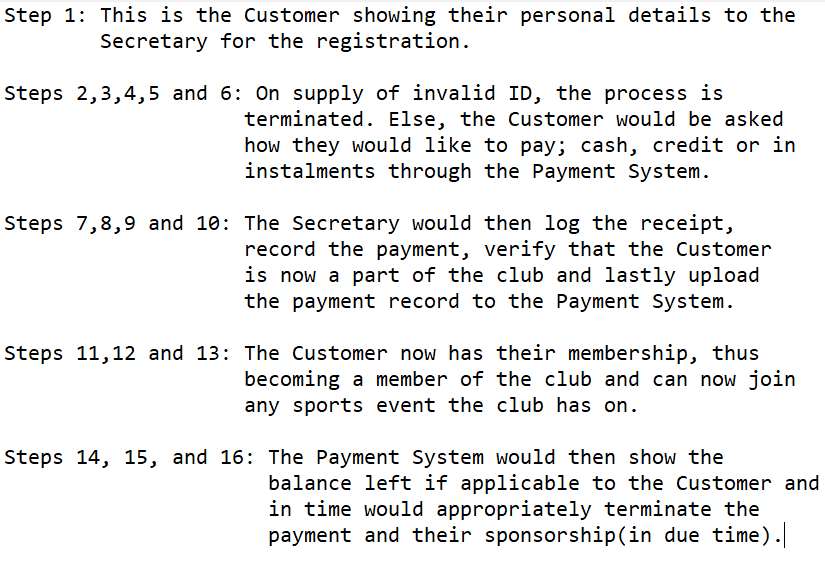 Step 1: This is the Customer showing their personal details to the
Secretary for the registration.
Steps 2,3,4,5 and 6: On supply of invalid ID, the process is
terminated. Else, the Customer would be asked
how they would like to pay; cash, credit or in
instalments through the Payment System.
Steps 7,8,9 and 10: The Secretary would then log the receipt,
record the payment, verify that the Customer
is now a part of the club and lastly upload
the payment record to the Payment System.
Steps 11,12 and 13: The Customer now has their membership, thus
becoming a member of the club and can now join
any sports event the club has on.
Steps 14, 15, and 16: The Payment System would then show the
balance left if applicable to the Customer and
in time would appropriately terminate the
payment and their sponsorship(in due time).